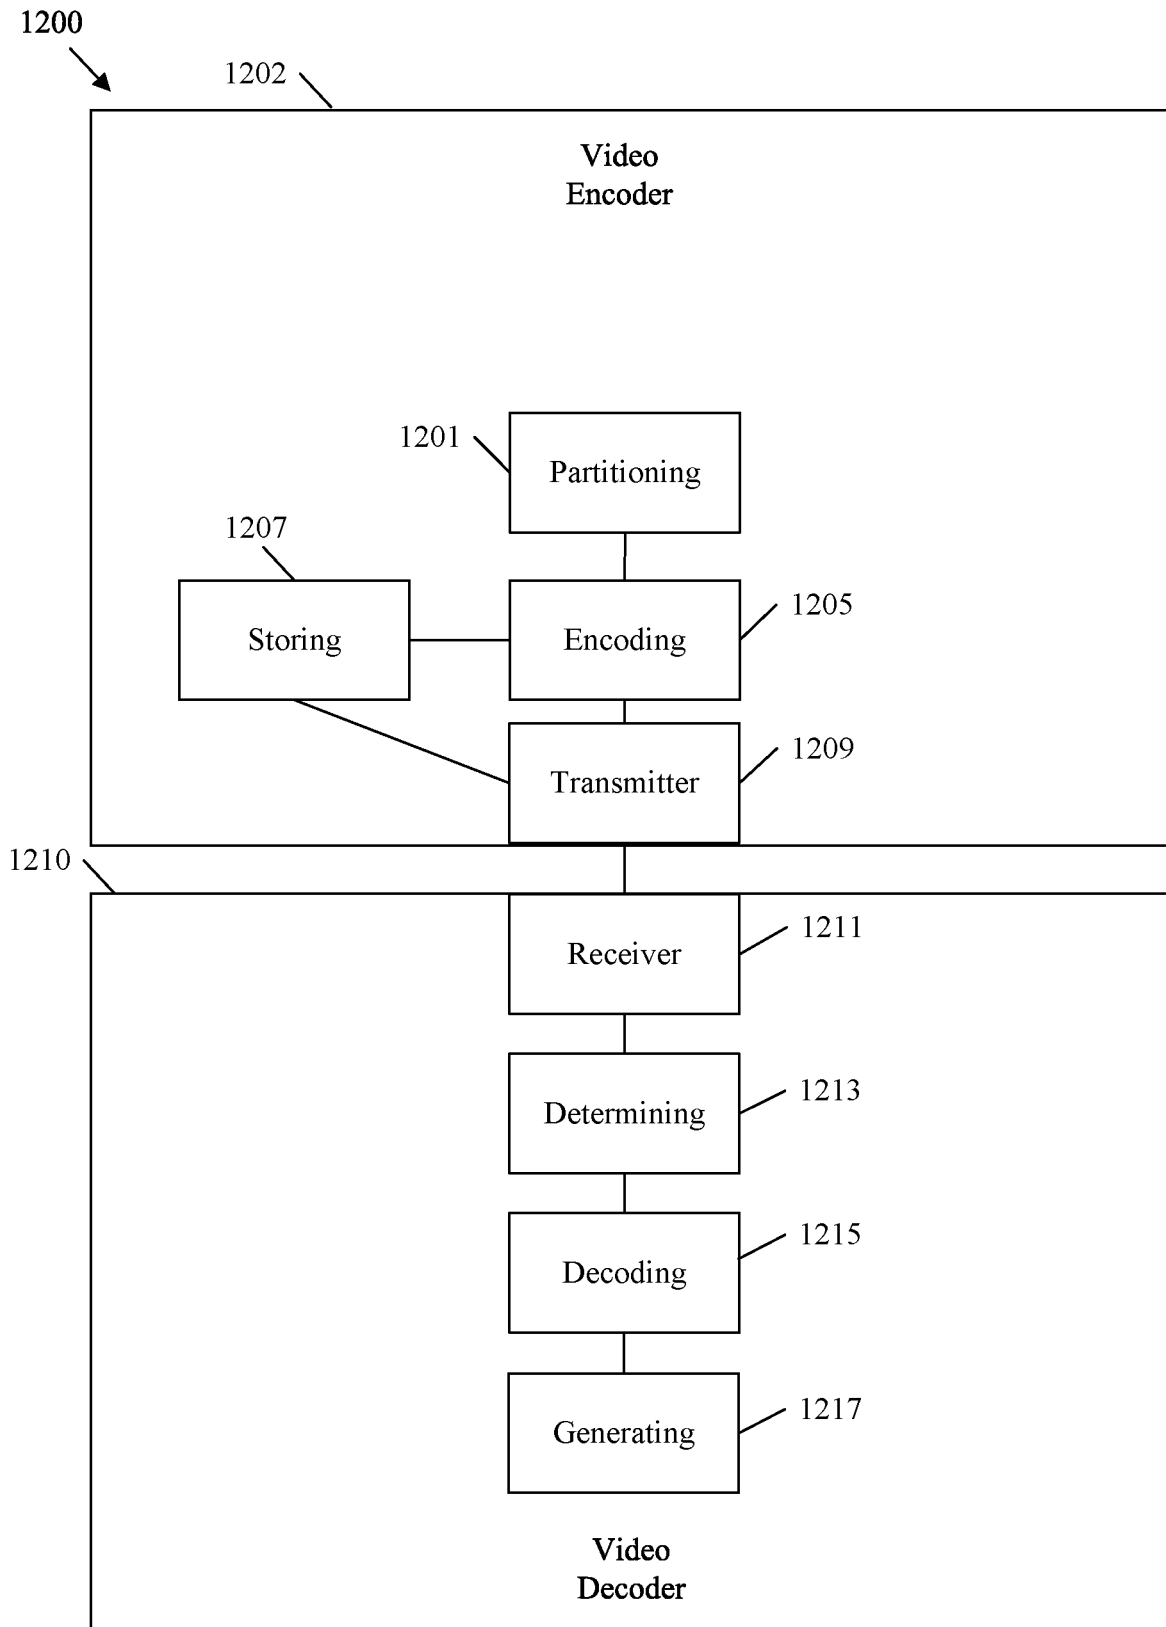 1200
1202
Video
Encoder
1201
Partitioning
1207
Storing
Encoding
1205
Transmitter
1209
1210
Receiver
1211
Determining
1213
Decoding
1215
Generating
1217
Video
Decoder